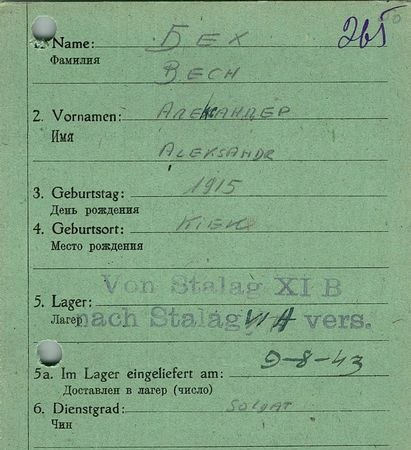 265
1. Name: БЕХ
Фамилия
BECH
2. Vornamen: АЛЕКСАНДЕР
Имя
ALEKSANDR
3. Geburtstag: 1915
День рождения
4. Geburtsort: KIEW
Место рождения
Von Stalag XI B
5. Lager:
Лагер
nach Stalag VI A vers.
5a. Im Lager eingeliefert am: 9-8-43
Доставлен в лагер (число)
6. Dienstgrad: SOLDAT
Чин